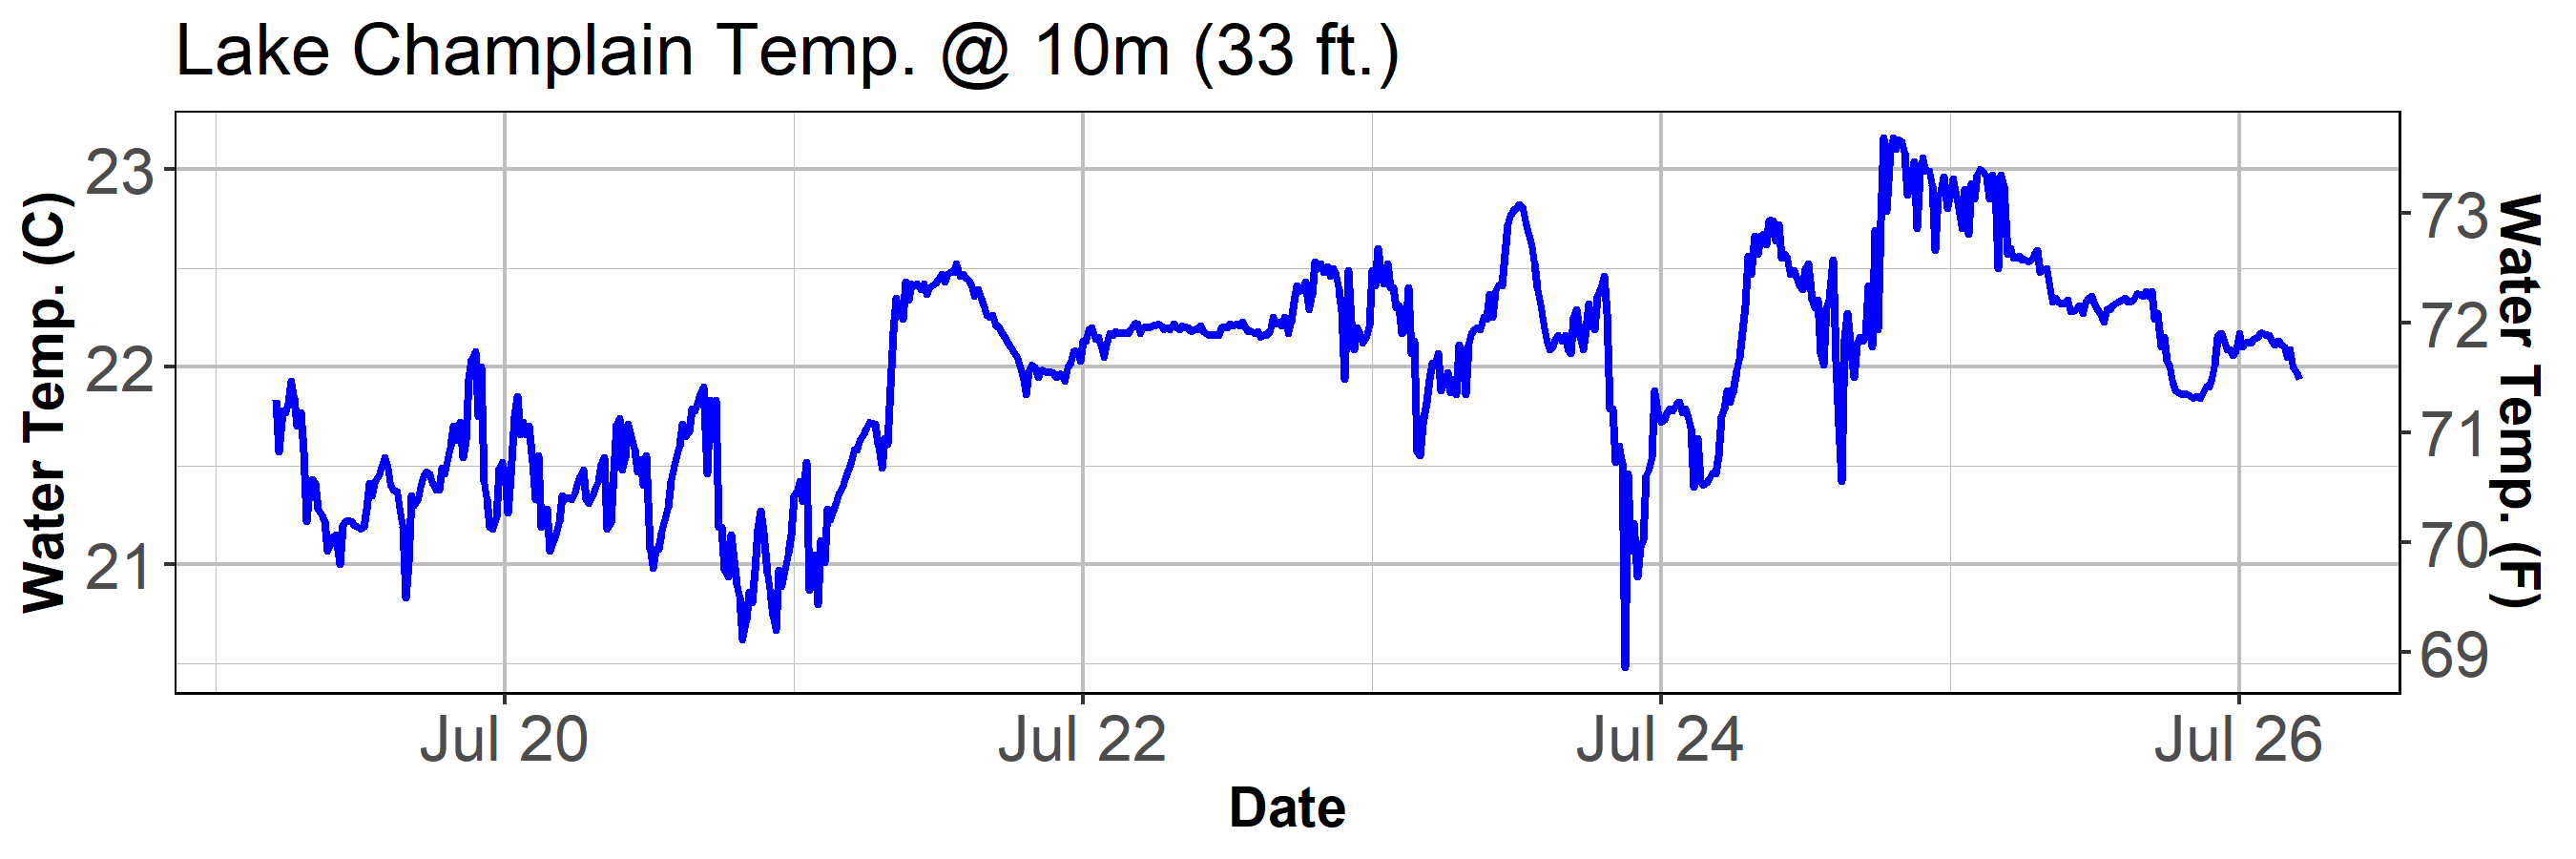 Lake Champlain Temp. @ 10m (33 ft.)
Water Temp. (C)
23
22
21
73
72
71
70
69
Water Temp. (F)
Jul 20
Jul 22
Jul 24
Jul 26
Date